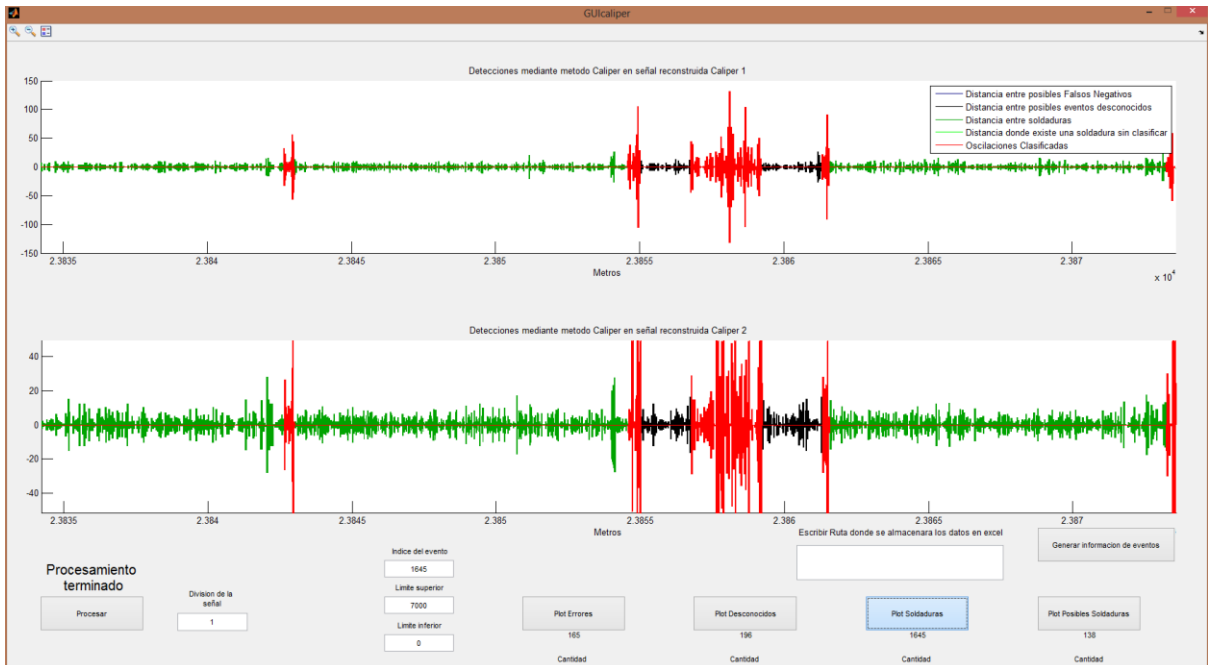 GUIcaliper
Detecciones mediante metodo Caliper en señal reconstruida Caliper 1
150
100
50
0
-50
-100
-150
Distancia entre posibles Falsos Negativos
Distancia entre posibles eventos desconocidos
Distancia entre soldaduras
Distancia donde existe una soldadura sin clasificar
Oscilaciones Clasificadas
2.3835 2.384 2.3845 2.385 2.3855 2.386 2.3865 2.387
Metros
x 10^4
Detecciones mediante metodo Caliper en señal reconstruida Caliper 2
40
20
0
-20
-40
2.3835 2.384 2.3845 2.385 2.3855 2.386 2.3865 2.387
Metros
Procesamiento
terminado
Procesar
Division de la
señal
1
Indice del evento
1645
Limite superior
7000
Limite inferior
0
Escribir Ruta donde se almacenara los datos en excel
Generar informacion de eventos
Plot Errores
165
Cantidad
Plot Desconocidos
196
Cantidad
Plot Soldaduras
1645
Cantidad
Plot Posibles Soldaduras
138
Cantidad